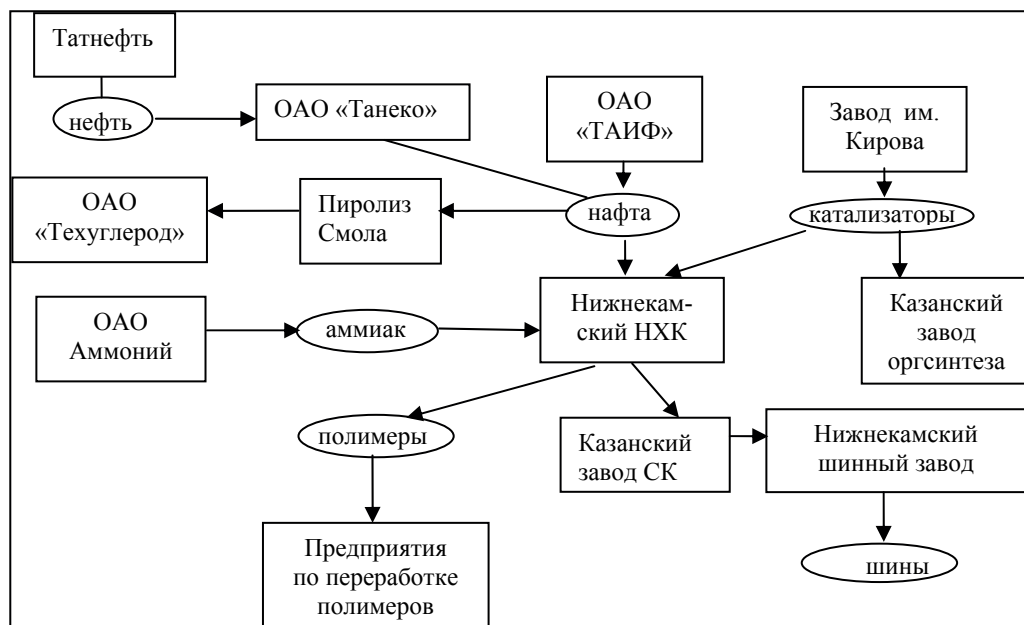 Татнефть
нефть
ОАО «Танеко»
ОАО
«ТАИФ»
Завод им.
Кирова
ОАО
«Техуглерод»
Пиролиз
Смола
нафта
катализаторы
ОАО
Аммоний
аммиак
Нижнекам-
ский НХК
Казанский
завод
оргсинтеза
полимеры
Казанский
завод СК
Нижнекамский
шинный завод
Предприятия
по переработке
полимеров
шины